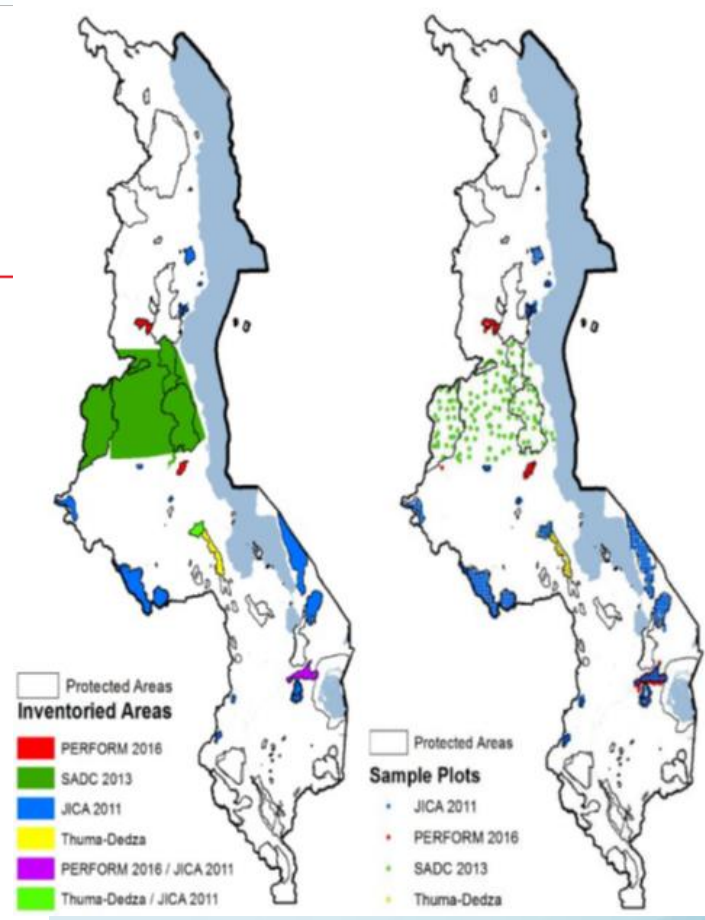 Protected Areas
Inventoried Areas
PERFORM 2016
SADC 2013
JICA 2011
Thuma-Dedza
PERFORM 2016 / JICA 2011
Thuma-Dedza / JICA 2011
Protected Areas
Sample Plots
JICA 2011
PERFORM 2016
SADC 2013
Thuma-Dedza